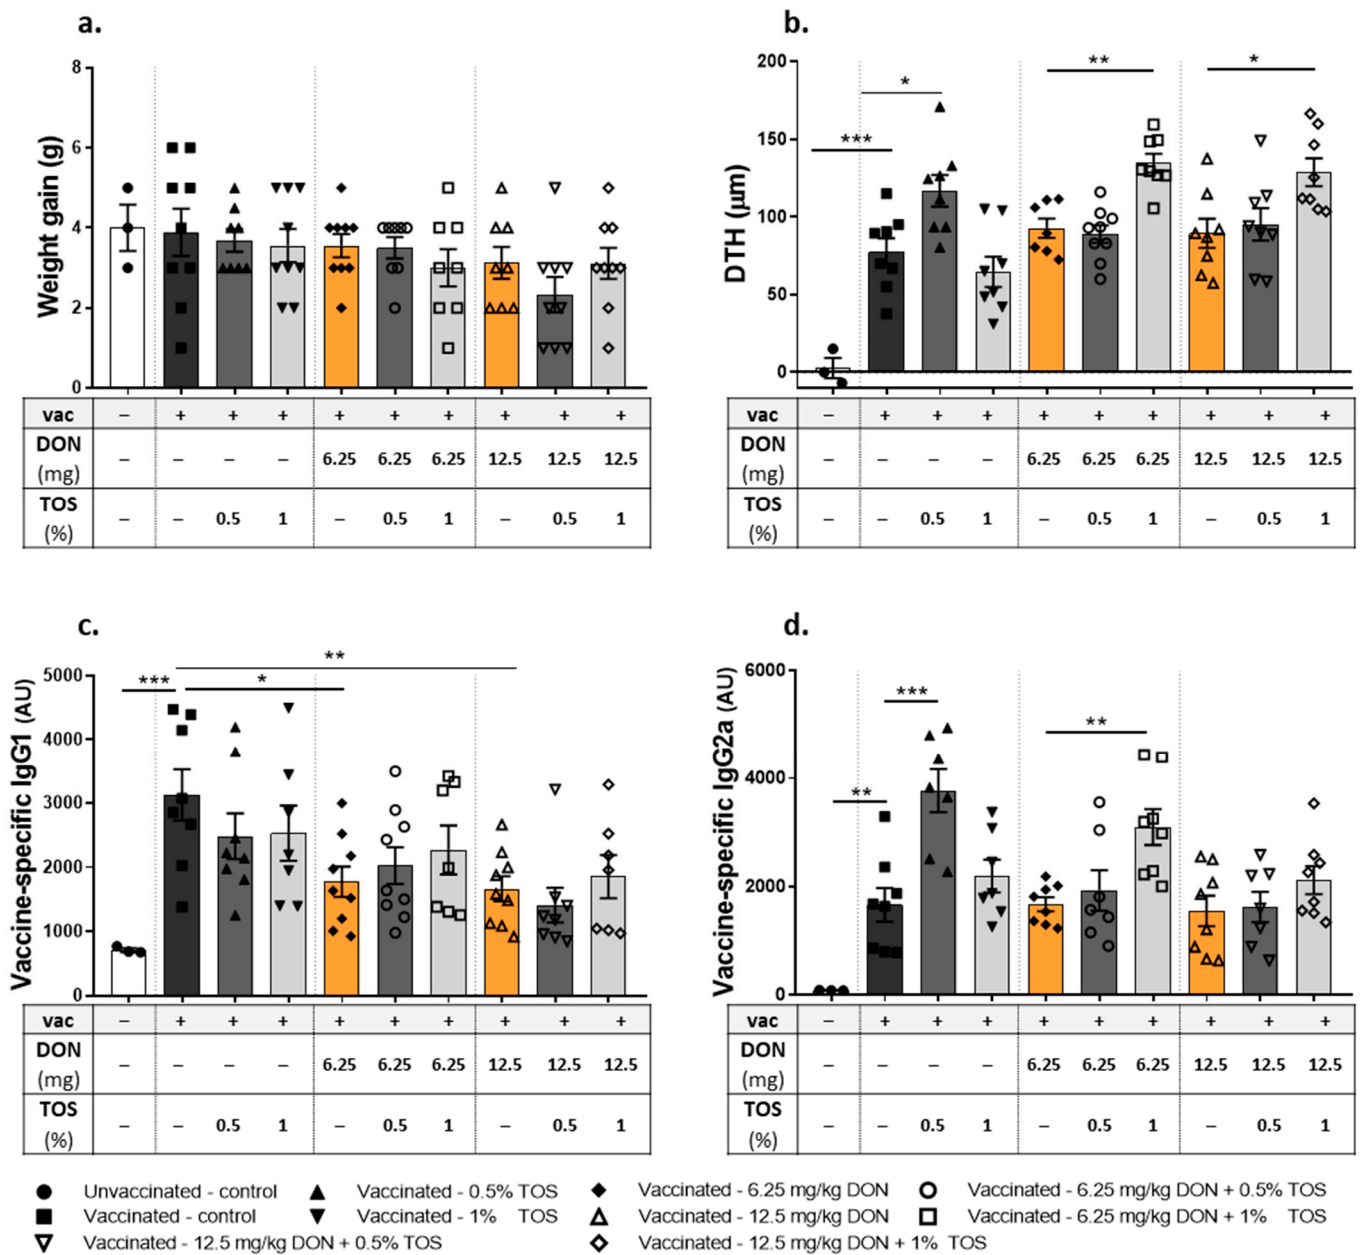 a.
8
6
4
2
0
Weight gain (g)
vac – + + + + + + + + +
DON
(mg) – – – – 6.25 6.25 6.25 12.5 12.5 12.5
TOS
(%) – – 0.5 1 – 0.5 1 – 0.5 1
b.
200
150
100
50
0
DTH (µm)
*** * ** *
vac – + + + + + + + + +
DON
(mg) – – – – 6.25 6.25 6.25 12.5 12.5 12.5
TOS
(%) – – 0.5 1 – 0.5 1 – 0.5 1
c.
5000
4000
3000
2000
1000
0
Vaccine-specific IgG1 (AU)
**
*** *
vac – + + + + + + + + +
DON
(mg) – – – – 6.25 6.25 6.25 12.5 12.5 12.5
TOS
(%) – – 0.5 1 – 0.5 1 – 0.5 1
d.
6000
4000
2000
0
Vaccine-specific IgG2a (AU)
***
**
**
vac – + + + + + + + + +
DON
(mg) – – – – 6.25 6.25 6.25 12.5 12.5 12.5
TOS
(%) – – 0.5 1 – 0.5 1 – 0.5 1
Unvaccinated - control Vaccinated - 0.5% TOS Vaccinated - 6.25 mg/kg DON Vaccinated - 6.25 mg/kg DON + 0.5% TOS
Vaccinated - control Vaccinated - 1% TOS Vaccinated - 12.5 mg/kg DON Vaccinated - 6.25 mg/kg DON + 1% TOS
Vaccinated - 12.5 mg/kg DON + 0.5% TOS Vaccinated - 12.5 mg/kg DON + 1% TOS